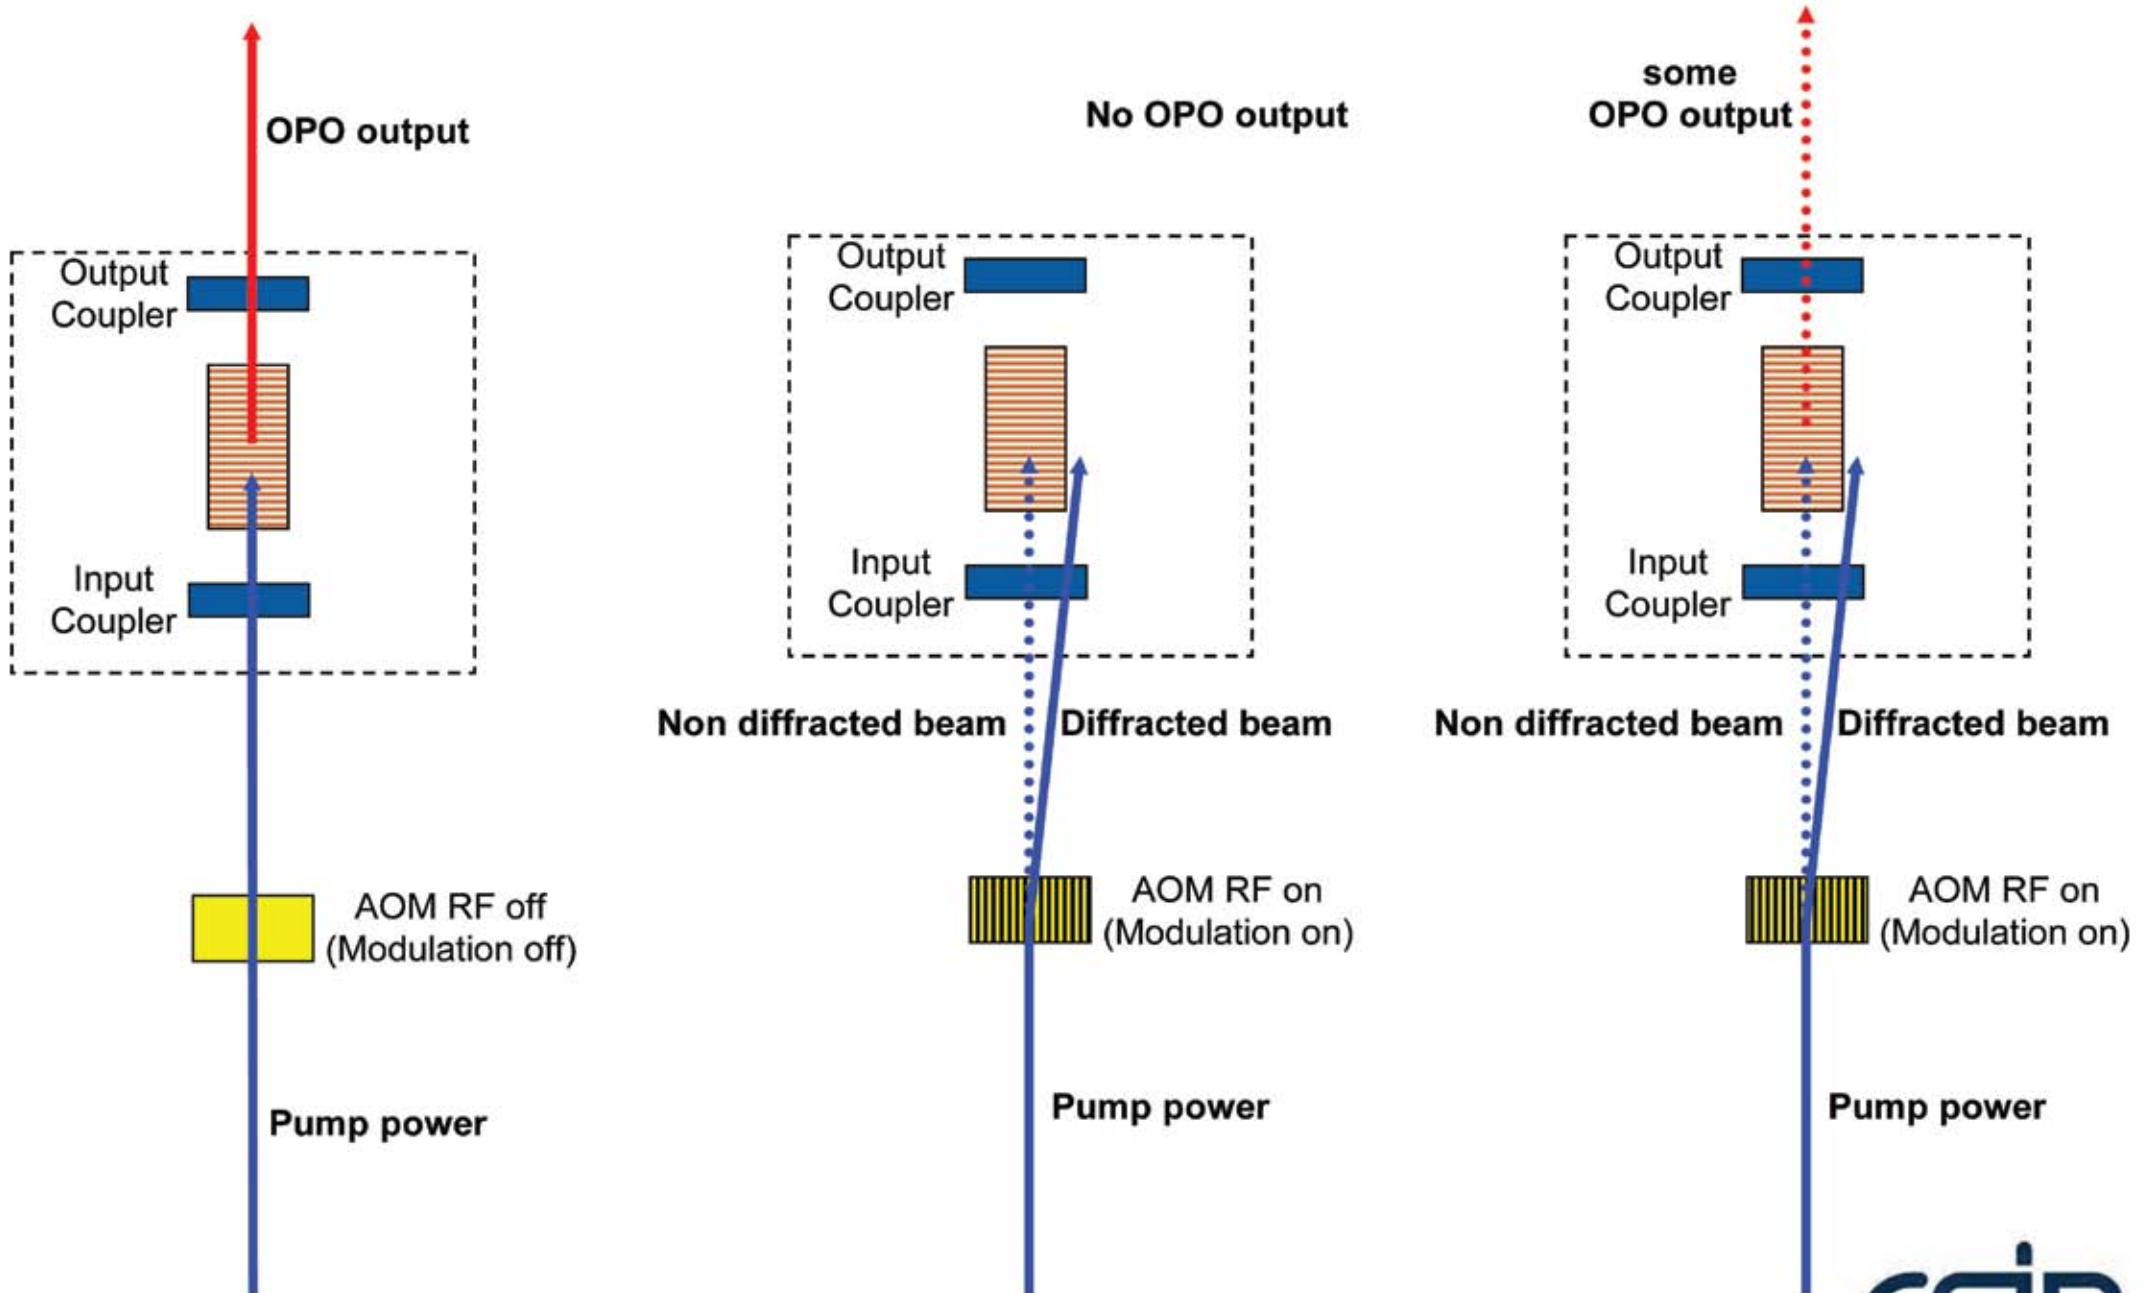 OPO output
Output
Coupler
Input
Coupler
AOM RF off
(Modulation off)
Pump power
No OPO output
Output
Coupler
Input
Coupler
Non diffracted beam
Diffracted beam
AOM RF on
(Modulation on)
Pump power
some
OPO output
Output
Coupler
Input
Coupler
Non diffracted beam
Diffracted beam
AOM RF on
(Modulation on)
Pump power